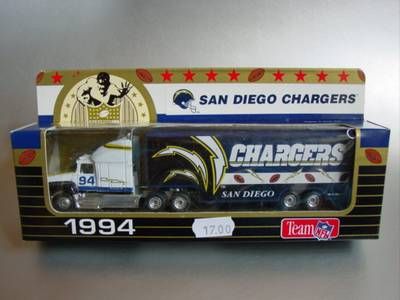 SAN DIEGO CHARGERS
CHARGERS
SAN DIEGO
94
1994
17.00
Team NFL